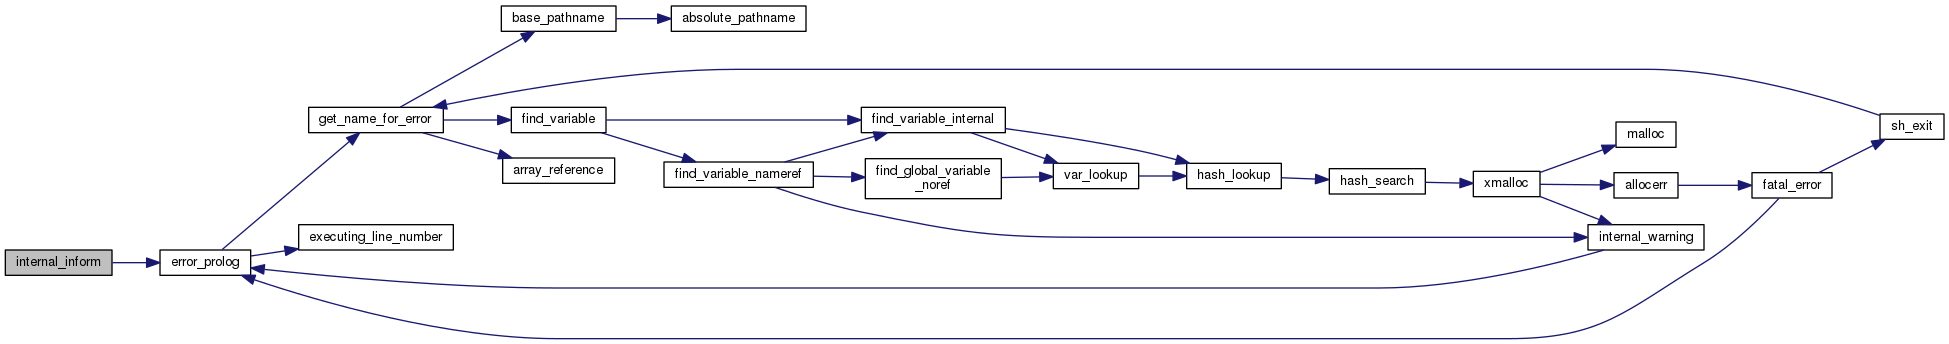 base_pathname
absolute_pathname
get_name_for_error
find_variable
find_variable_internal
sh_exit
malloc
array_reference
find_variable_nameref
find_global_variable
_noref
var_lookup
hash_lookup
hash_search
xmalloc
allocerr
fatal_error
executing_line_number
internal_warning
internal_inform
error_prolog